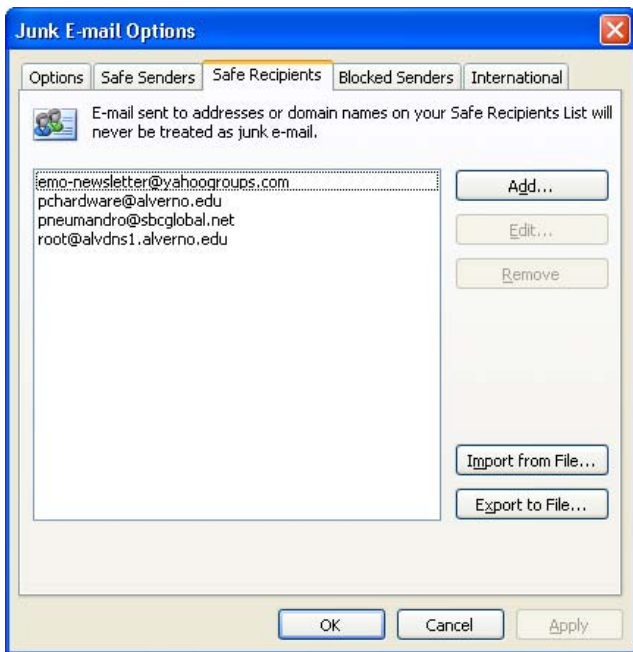 Junk E-mail Options
Options Safe Senders Safe Recipients Blocked Senders International
E-mail sent to addresses or domain names on your Safe Recipients List will
never be treated as junk e-mail.
emo-newsletter@yahoogroups.com
pchardware@alverno.edu
pneumandro@sbcglobal.net
root@alvdns1.alverno.edu
Add...
Edit...
Remove
Import from File...
Export to File...
OK Cancel Apply